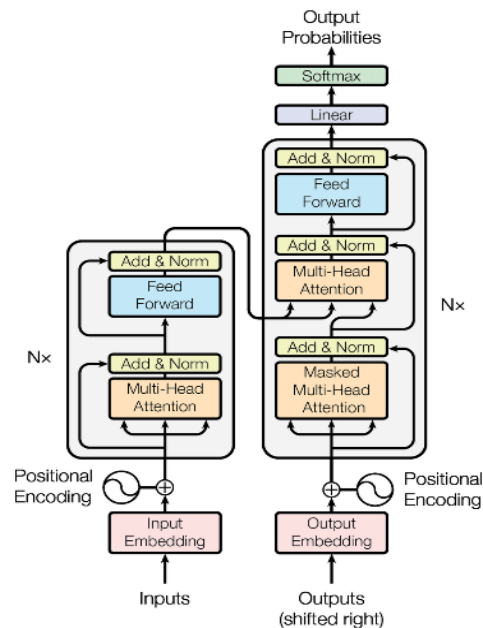 Output
Probabilities
Softmax
Linear
Add & Norm
Feed
Forward
Add & Norm
Multi-Head
Attention
Nx
Add & Norm
Masked
Multi-Head
Attention
Positional
Encoding
Output
Embedding
Outputs
(shifted right)
Add & Norm
Feed
Forward
Nx
Add & Norm
Multi-Head
Attention
Positional
Encoding
Input
Embedding
Inputs